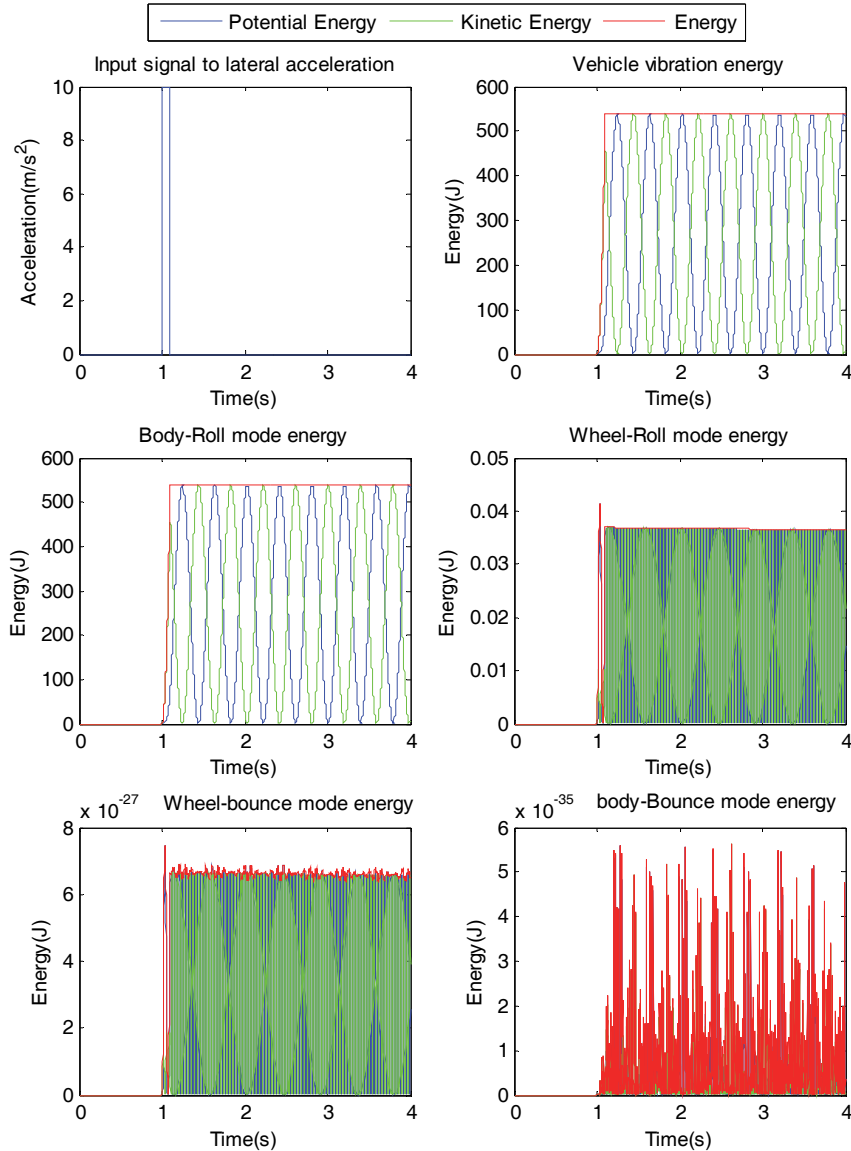 Potential Energy Kinetic Energy Energy
Input signal to lateral acceleration
Acceleration(m/s²)
10
8
6
4
2
0
0 1 2 3 4
Time(s)
Vehicle vibration energy
Energy(J)
600
500
400
300
200
100
0
0 1 2 3 4
Time(s)
Body-Roll mode energy
Energy(J)
600
500
400
300
200
100
0
0 1 2 3 4
Time(s)
Wheel-Roll mode energy
Energy(J)
0.05
0.04
0.03
0.02
0.01
0
0 1 2 3 4
Time(s)
x 10⁻²⁷ Wheel-bounce mode energy
Energy(J)
8
6
4
2
0
0 1 2 3 4
Time(s)
x 10⁻³⁵ body-Bounce mode energy
Energy(J)
6
5
4
3
2
1
0
0 1 2 3 4
Time(s)